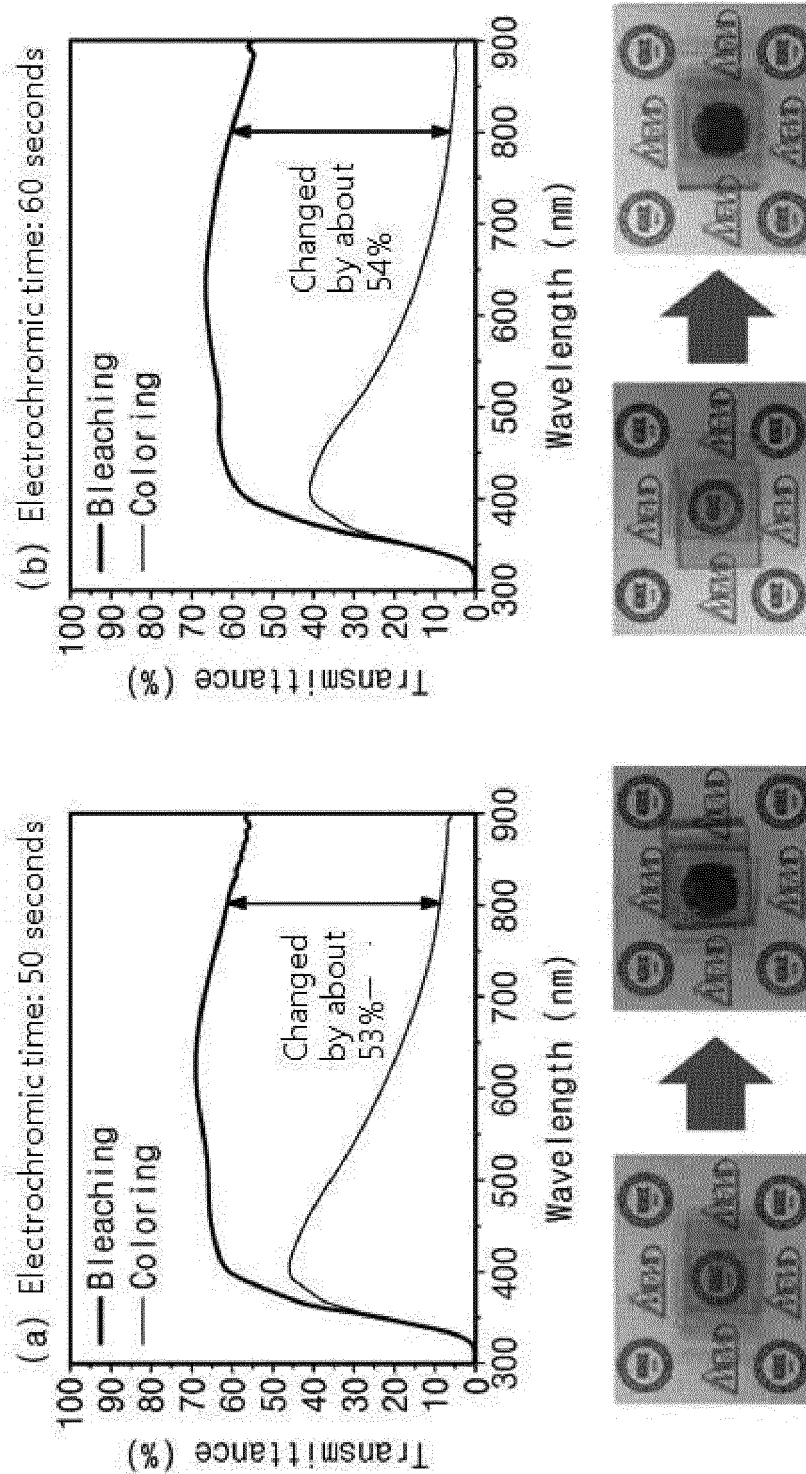 (a) Electrochromic time: 50 seconds
Transmittance (%)
100
90
80
70
60
50
40
30
20
10
0
Bleaching
Coloring
Changed
by about
53%
300
400
500
600
700
800
900
Wavelength (nm)
(b) Electrochromic time: 60 seconds
Transmittance (%)
100
90
80
70
60
50
40
30
20
10
0
Bleaching
Coloring
Changed
by about
54%
300
400
500
600
700
800
900
Wavelength (nm)